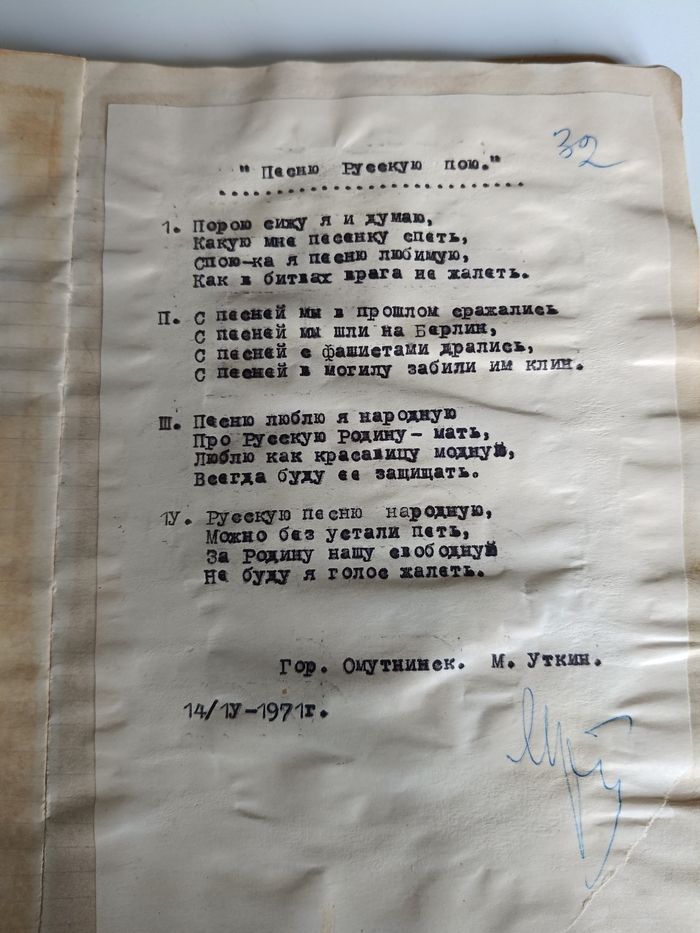 32
" Песню Русскую пою."
1. Порою сижу я и думаю,
Какую мне песенку спеть,
Спою-ка я песню любимую,
Как в битвах врага не жалеть.
П. С песней мы в прошлом сражались
С песней мы шли на Берлин,
С песней с фашистами дрались,
С песней в могилу забили им клин.
Ш. Песню люблю я народную
Про Русскую Родину- мать,
Люблю как красавицу модную,
Всегда буду ее защищать.
1У. Русскую песню народную,
Можно без устали петь,
За Родину нашу свободную
Не буду я голос жалеть.
Гор. Омутнинск. М. Уткин.
14/1У-1971г.